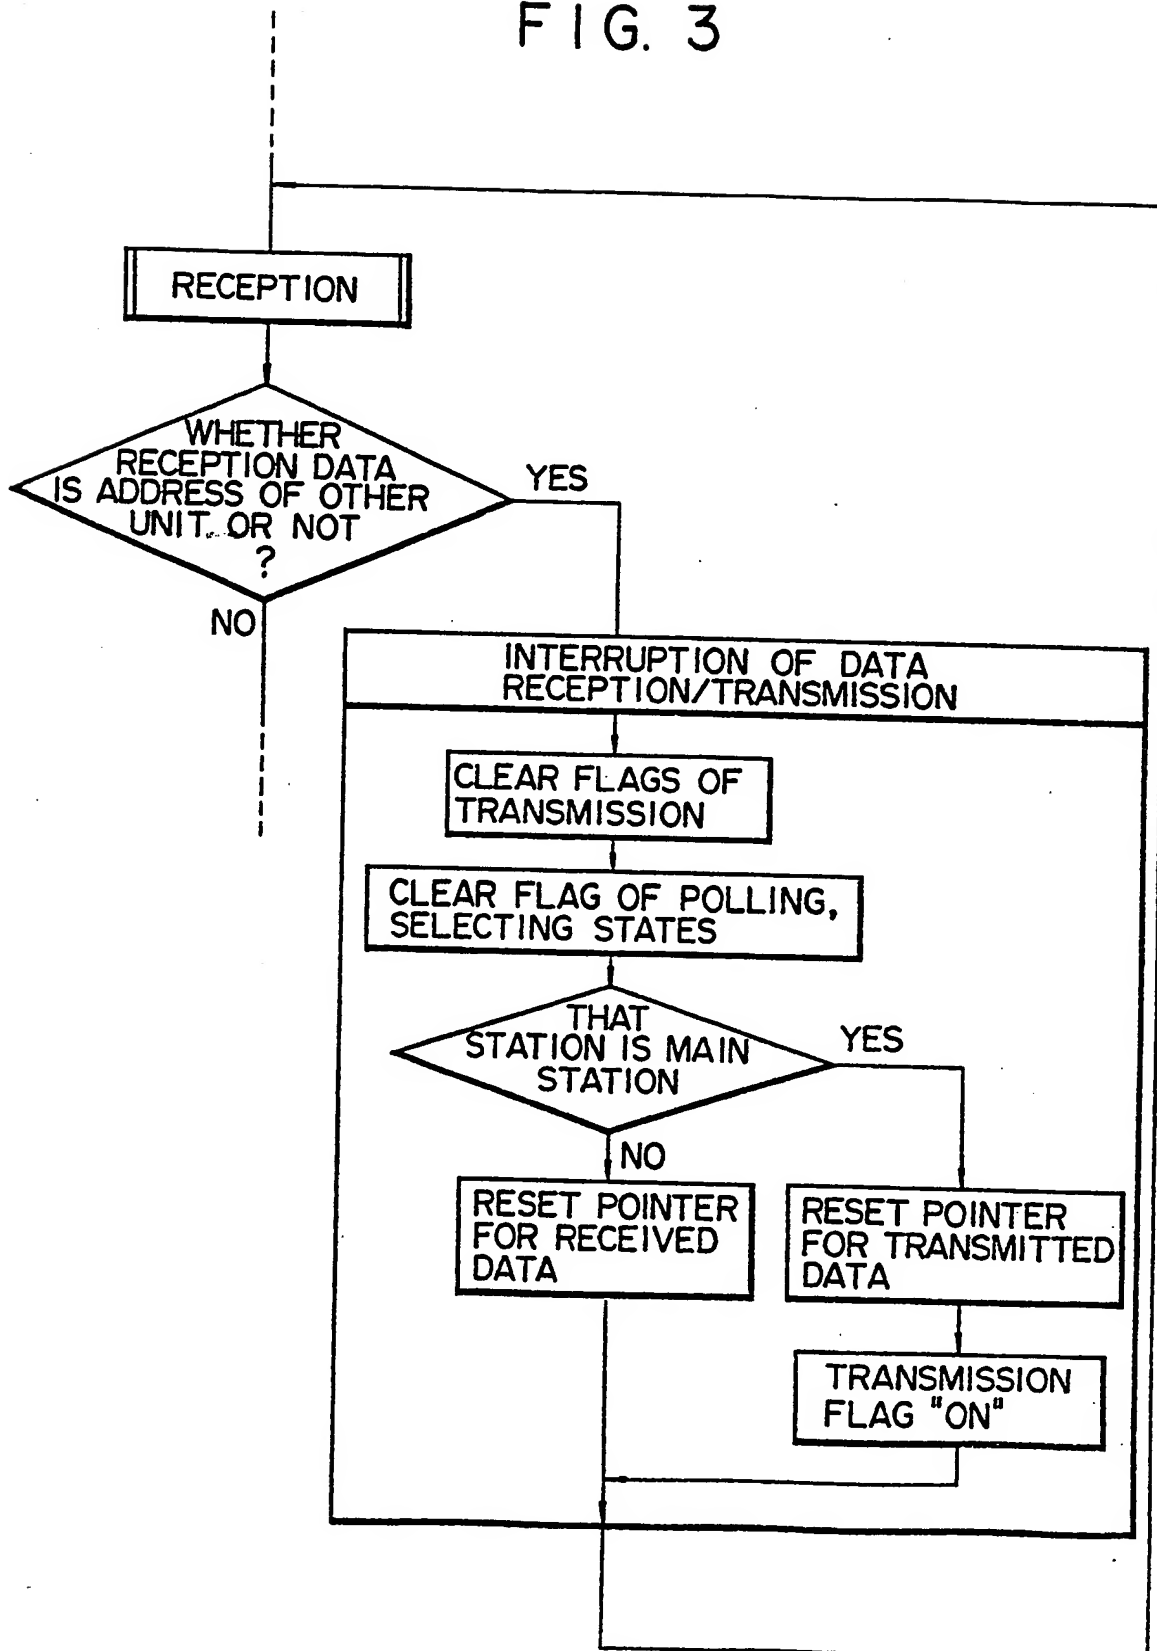 FIG. 3
RECEPTION
WHETHER
RECEPTION DATA
IS ADDRESS OF OTHER
UNIT OR NOT
?
YES
NO
INTERRUPTION OF DATA
RECEPTION/TRANSMISSION
CLEAR FLAGS OF
TRANSMISSION
CLEAR FLAG OF POLLING,
SELECTING STATES
THAT
STATION IS MAIN
STATION
YES
NO
RESET POINTER
FOR RECEIVED
DATA
RESET POINTER
FOR TRANSMITTED
DATA
TRANSMISSION
FLAG "ON"